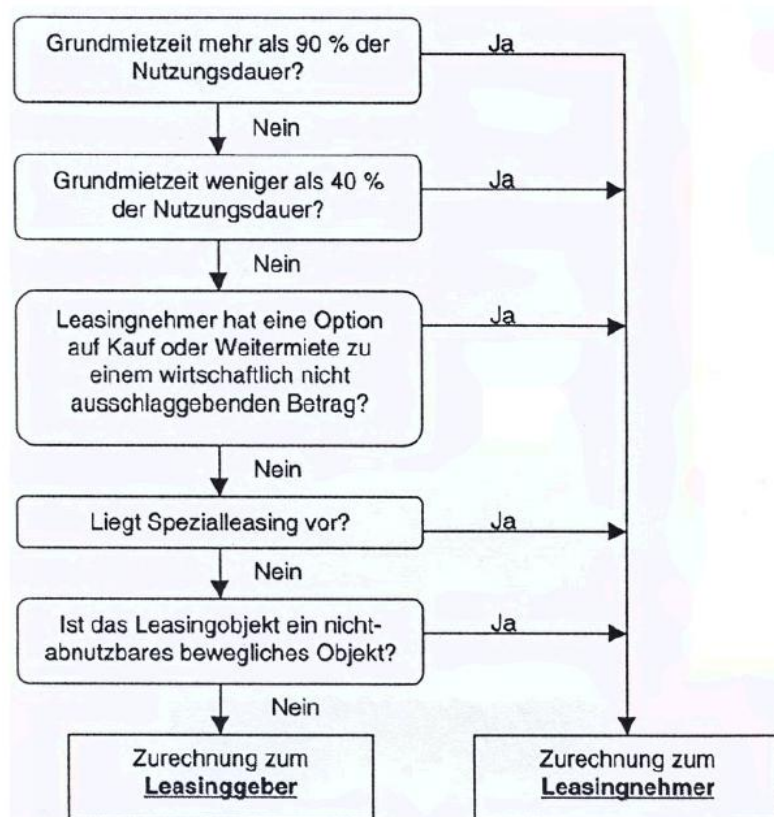 Grundmietzeit mehr als 90 % der
Nutzungsdauer?
Ja
Nein
Grundmietzeit weniger als 40 %
der Nutzungsdauer?
Ja
Nein
Leasingnehmer hat eine Option
auf Kauf oder Weitermiete zu
einem wirtschaftlich nicht
ausschlaggebenden Betrag?
Ja
Nein
Liegt Spezialleasing vor?
Ja
Nein
Ist das Leasingobjekt ein nicht-
abnutzbares bewegliches Objekt?
Ja
Nein
Zurechnung zum
Leasinggeber
Zurechnung zum
Leasingnehmer